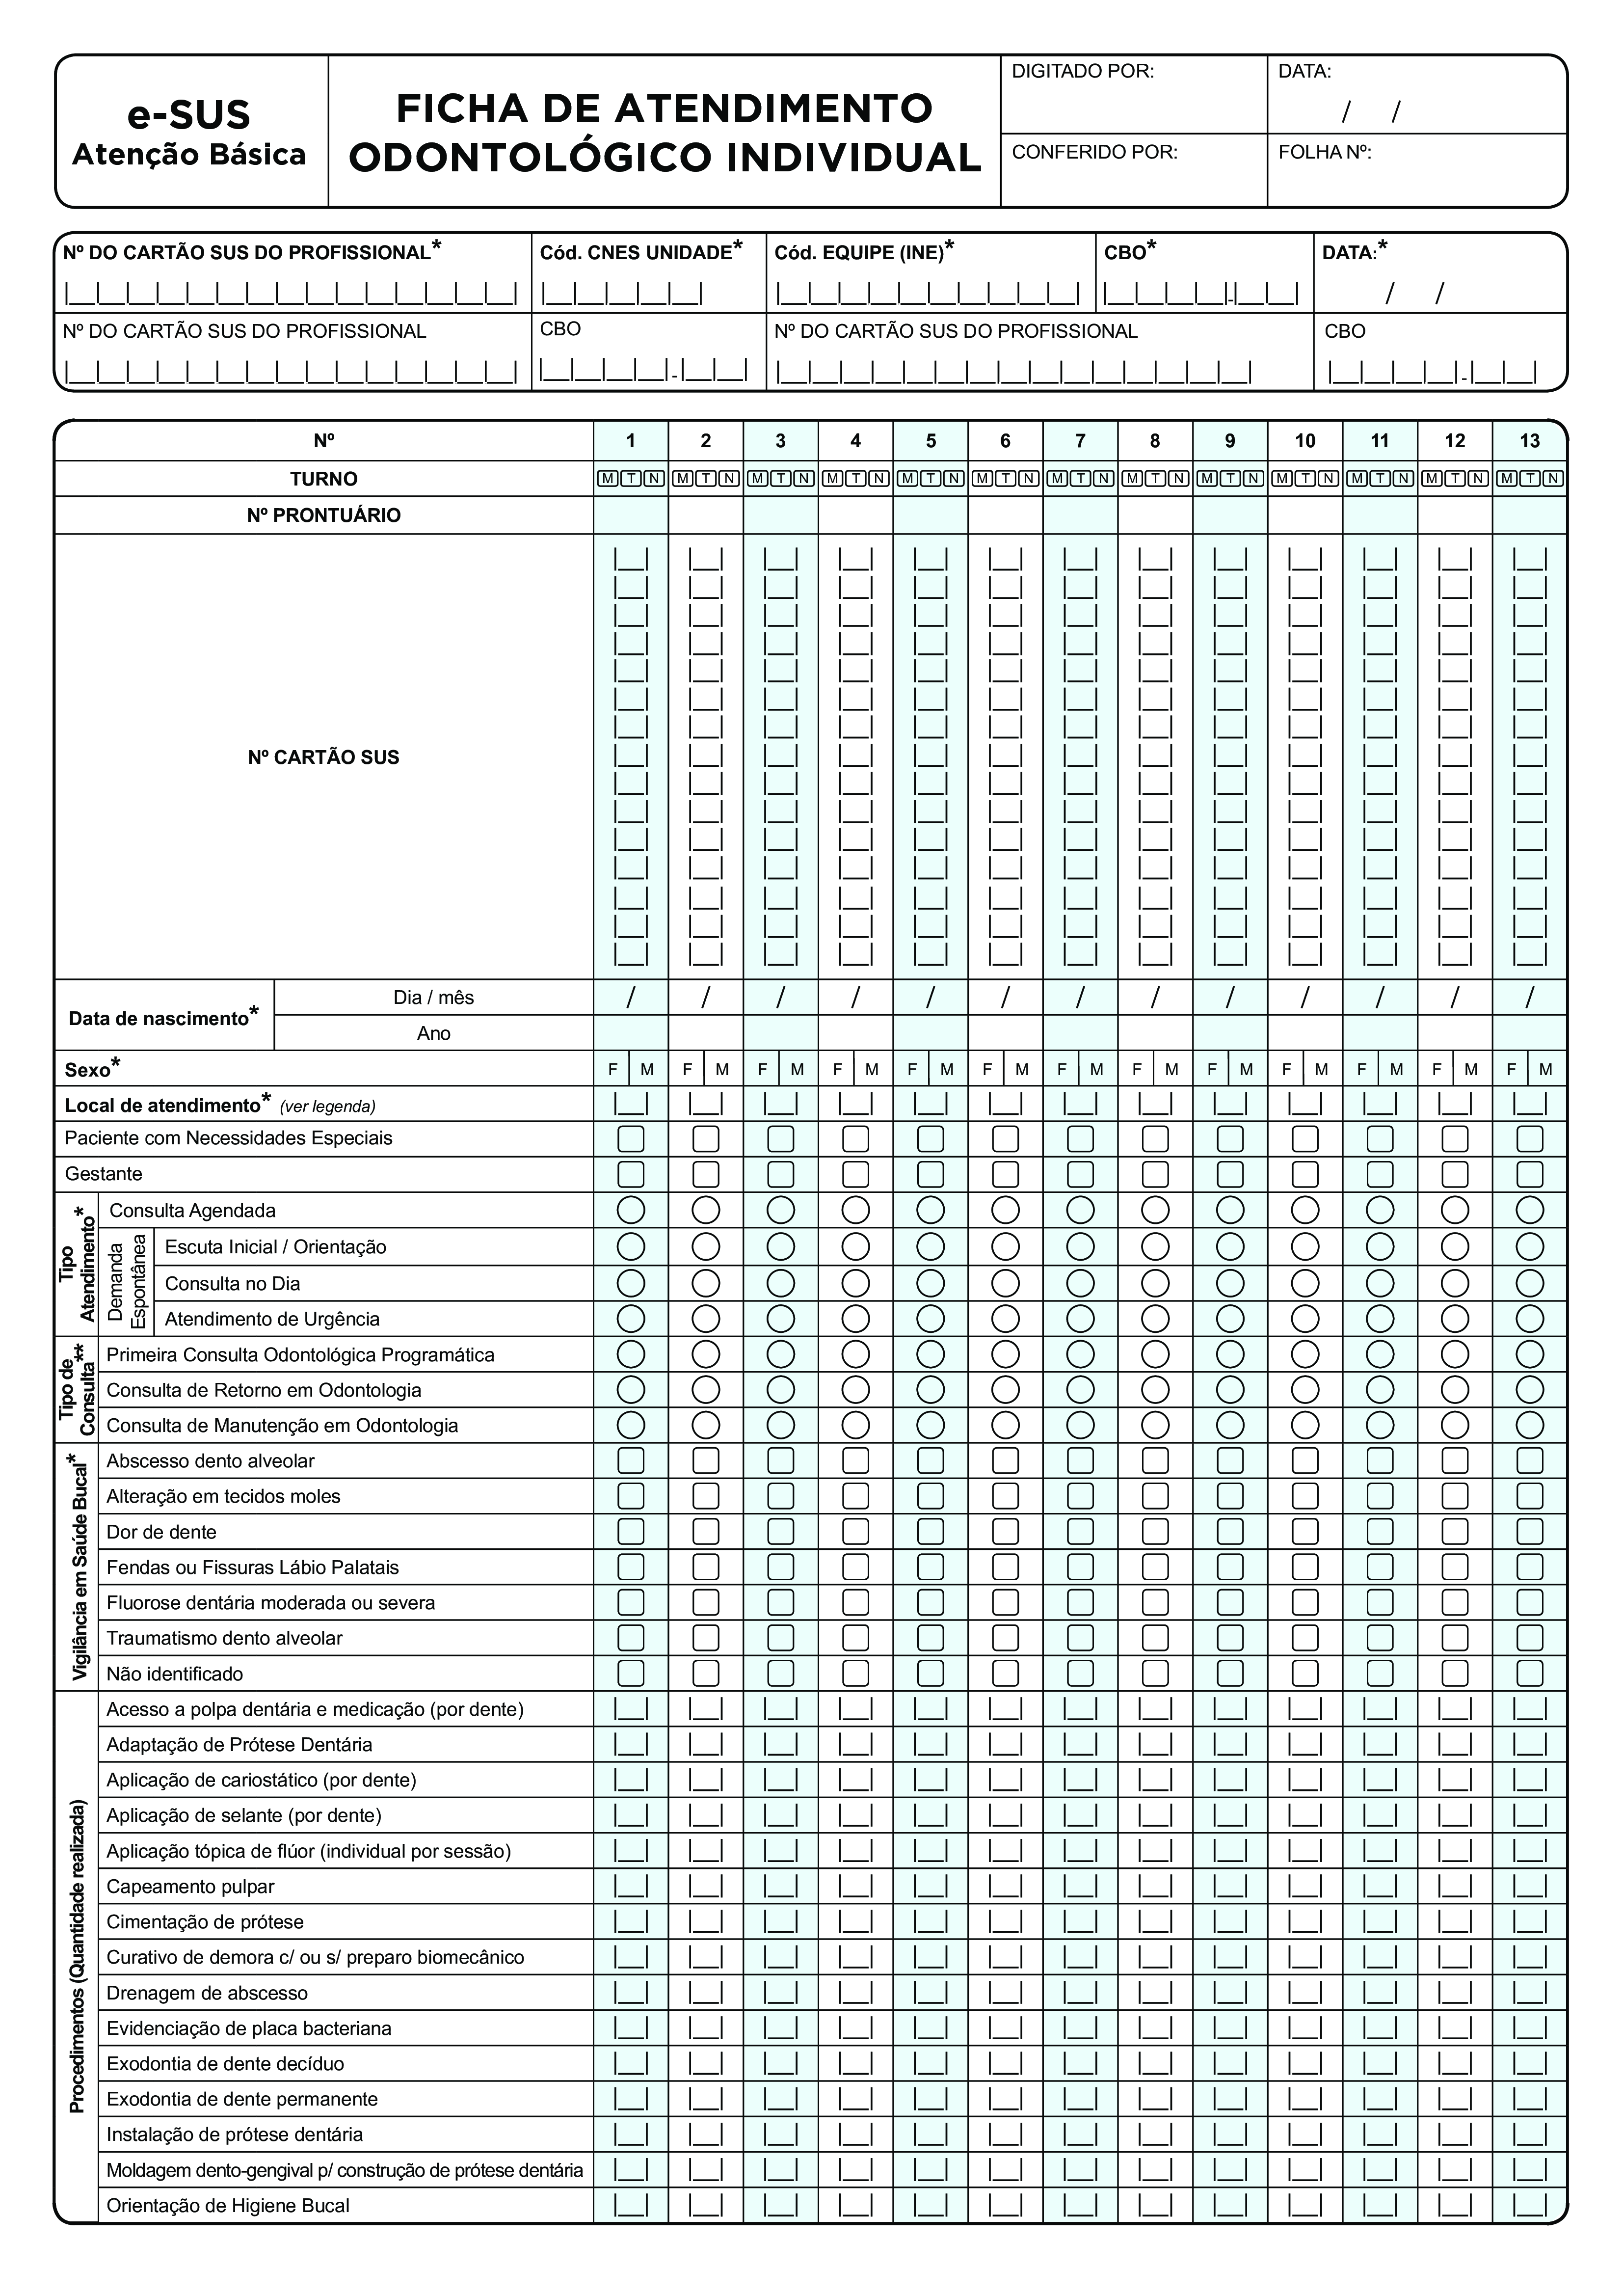 e-SUS
Atenção Básica
FICHA DE ATENDIMENTO
ODONTOLÓGICO INDIVIDUAL
DIGITADO POR:
DATA:
/ /
CONFERIDO POR:
FOLHA Nº:
Nº DO CARTÃO SUS DO PROFISSIONAL*
Cód. CNES UNIDADE*
Cód. EQUIPE (INE)*
CBO*
DATA:*
-
/ /
Nº DO CARTÃO SUS DO PROFISSIONAL
CBO
Nº DO CARTÃO SUS DO PROFISSIONAL
CBO
- -
Nº 1 2 3 4 5 6 7 8 9 10 11 12 13
TURNO M T N M T N M T N M T N M T N M T N M T N M T N M T N M T N M T N M T N M T N
Nº PRONTUÁRIO
Nº CARTÃO SUS
Data de nascimento*
Dia / mês / / / / / / / / / / / / /
Ano
Sexo* F M F M F M F M F M F M F M F M F M F M F M F M F M
Local de atendimento* (ver legenda)
Paciente com Necessidades Especiais
Gestante
Tipo
Atendimento*
Consulta Agendada
Demanda
Espontânea
Escuta Inicial / Orientação
Consulta no Dia
Atendimento de Urgência
Tipo de
Consulta**
Primeira Consulta Odontológica Programática
Consulta de Retorno em Odontologia
Consulta de Manutenção em Odontologia
Vigilância em Saúde Bucal*
Abscesso dento alveolar
Alteração em tecidos moles
Dor de dente
Fendas ou Fissuras Lábio Palatais
Fluorose dentária moderada ou severa
Traumatismo dento alveolar
Não identificado
Procedimentos (Quantidade realizada)
Acesso a polpa dentária e medicação (por dente)
Adaptação de Prótese Dentária
Aplicação de cariostático (por dente)
Aplicação de selante (por dente)
Aplicação tópica de flúor (individual por sessão)
Capeamento pulpar
Cimentação de prótese
Curativo de demora c/ ou s/ preparo biomecânico
Drenagem de abscesso
Evidenciação de placa bacteriana
Exodontia de dente decíduo
Exodontia de dente permanente
Instalação de prótese dentária
Moldagem dento-gengival p/ construção de prótese dentária
Orientação de Higiene Bucal